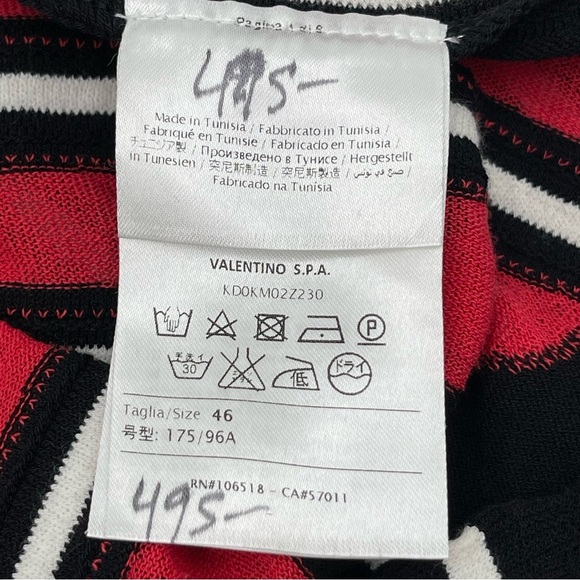 495-
Made in Tunisia / Fabbricato in Tunisia /
Fabriqué en Tunisie / Fabricado en Tunisia /
チュニジア製 / Произведено в Тунисе / Hergestellt
in Tunesien / 突尼斯制造 / 突尼斯製造 / صنع في تونس /
Fabricado na Tunísia
VALENTINO S.P.A.
KD0KM02Z230
P
手洗イ
30
低
ドライ
Taglia/Size 46
号型: 175/96A
RN#106518 - CA#57011
495-